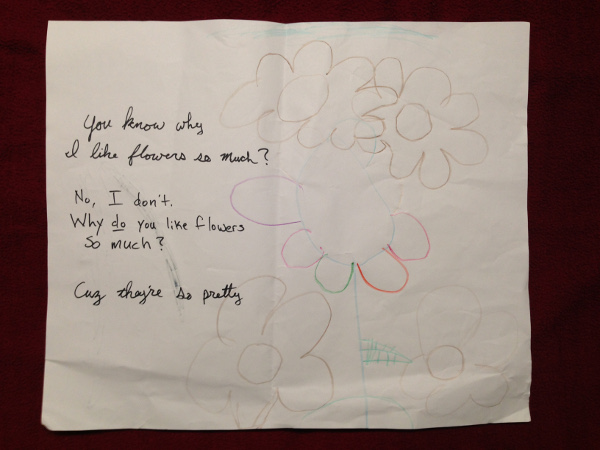 You know why
I like flowers so much?
No, I don't.
Why do you like flowers
so much?
Cuz they're so pretty